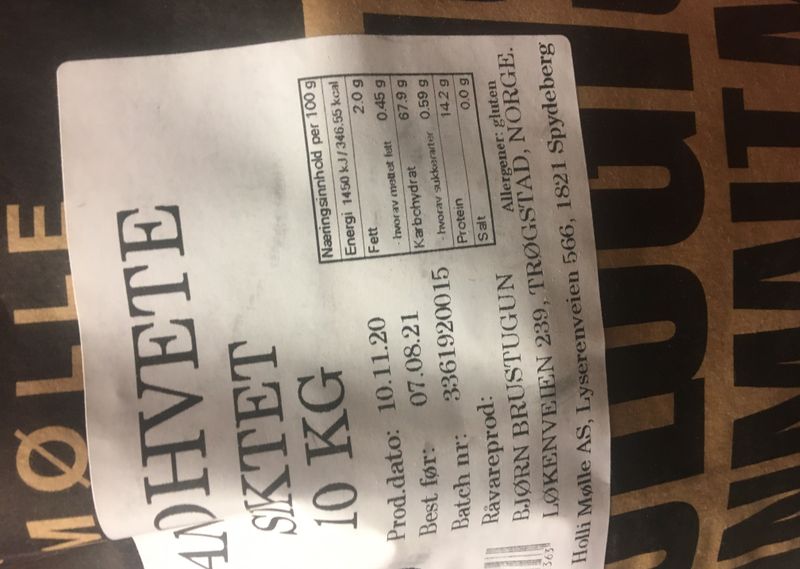 MØLLE
HVETE
SKTET
10 KG
Prod.dato: 10.11.20
Best før: 07.08.21
Batch nr: 3361920015
Råvareprod:
BJØRN BRUSTUGUN
LØKENVEIEN 239, TRØGSTAD, NORGE.
Holli Mølle AS, Lyserenveien 566, 1821 Spydeberg
Næringsinnhold per 100 g
Energi 1450 kJ/346.55 kcal
Fett 2.0 g
- hvorav mettet fett 0.45 g
Karbohydrat 67.9 g
- hvorav sukkerarter 0.59 g
Protein 14.2 g
Salt 0.0 g
Allergener: gluten
363